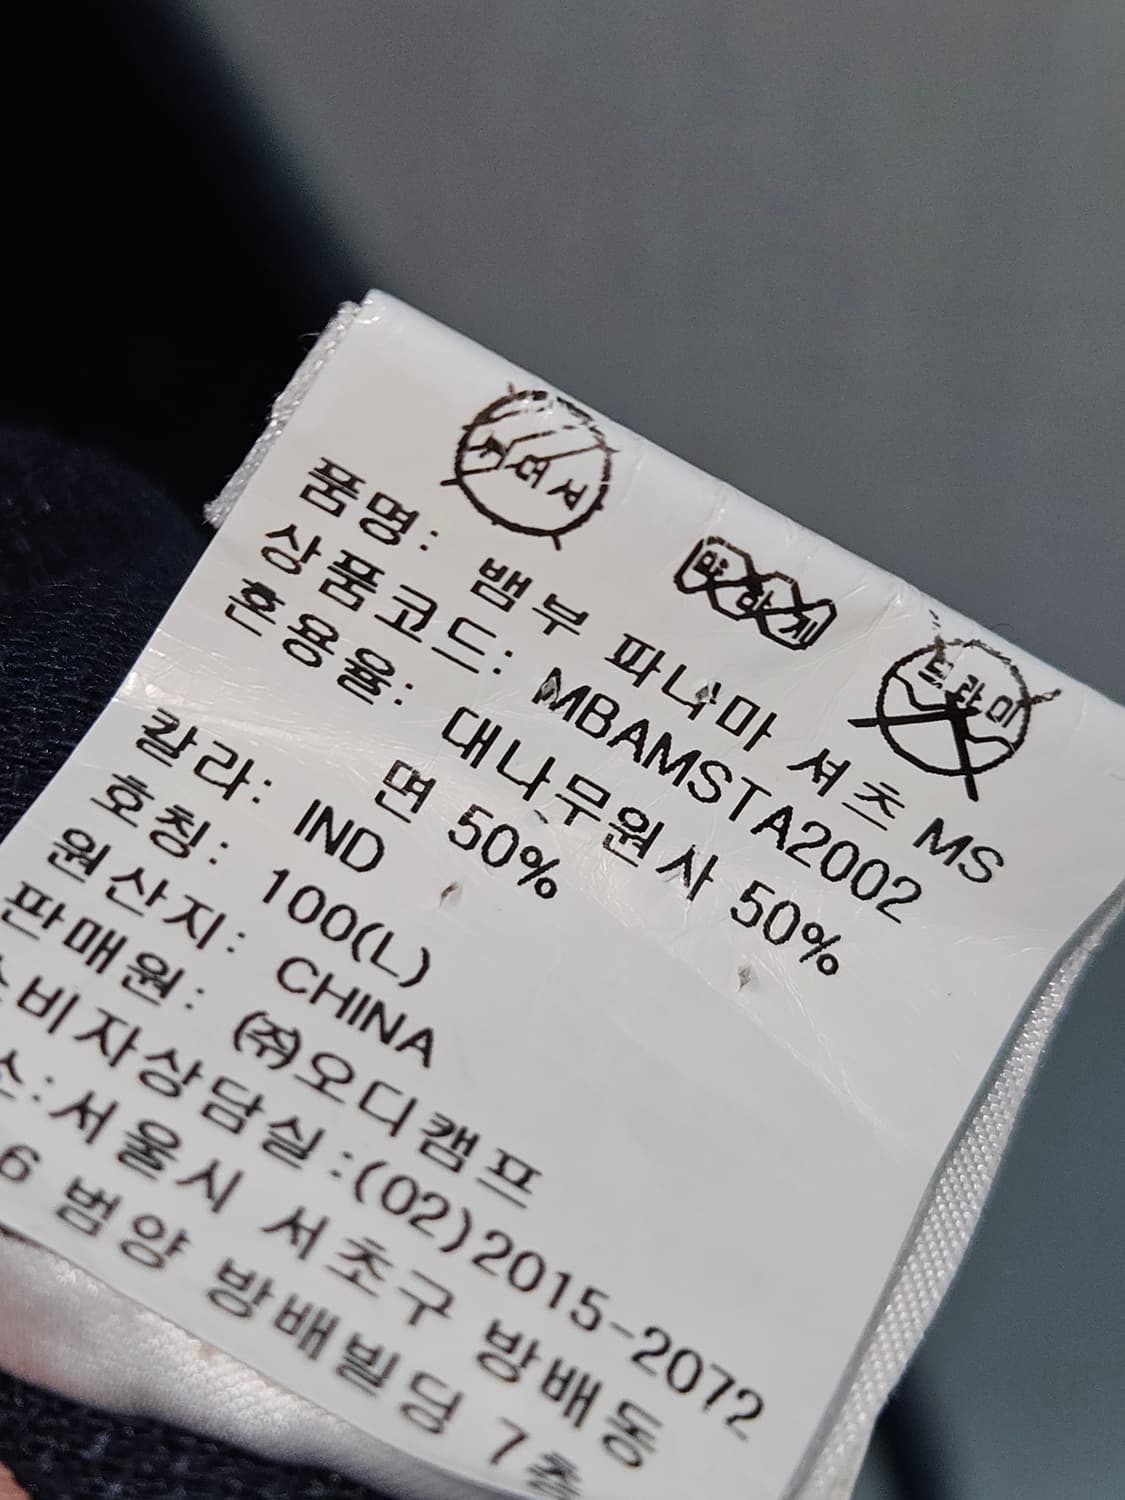 드라이
품명: 뱀부 파나마 셔츠 MS
상품코드: MBAMSTA2002
혼용율: 대나무원사 50%
면 50%
칼라: IND
호칭: 100(L)
원산지: CHINA
판매원: ㈜오디캠프
소비자상담실:(02)2015-2072
소:서울시 서초구 방배동
6 범양 방배빌딩 7층